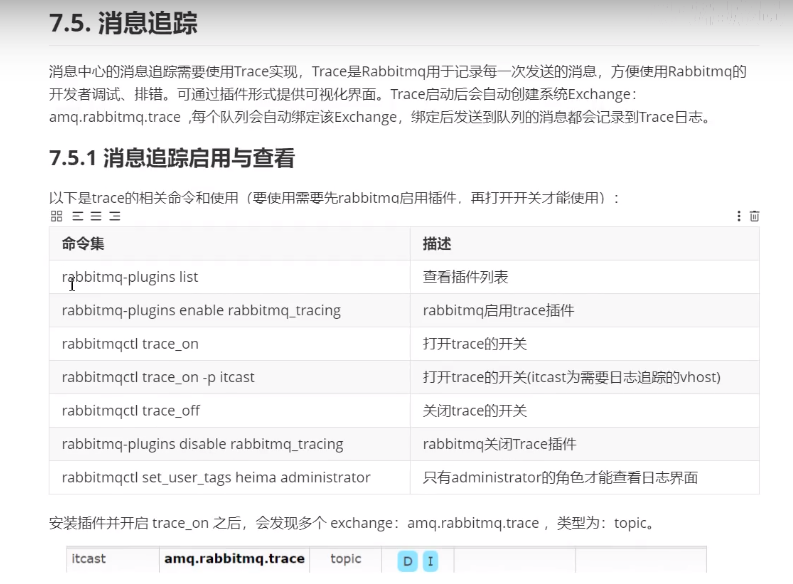 7.5. 消息追踪
消息中心的消息追踪需要使用Trace实现，Trace是Rabbitmq用于记录每一次发送的消息，方便使用Rabbitmq的
开发者调试、排错。可通过插件形式提供可视化界面。Trace启动后会自动创建系统Exchange：
amq.rabbitmq.trace ,每个队列会自动绑定该Exchange，绑定后发送到队列的消息都会记录到Trace日志。
7.5.1 消息追踪启用与查看
以下是trace的相关命令和使用（要使用需要先rabbitmq启用插件，再打开开关才能使用）：
命令集 描述
rabbitmq-plugins list 查看插件列表
rabbitmq-plugins enable rabbitmq_tracing rabbitmq启用trace插件
rabbitmqctl trace_on 打开trace的开关
rabbitmqctl trace_on -p itcast 打开trace的开关(itcast为需要日志追踪的vhost)
rabbitmqctl trace_off 关闭trace的开关
rabbitmq-plugins disable rabbitmq_tracing rabbitmq关闭Trace插件
rabbitmqctl set_user_tags heima administrator 只有administrator的角色才能查看日志界面
安装插件并开启 trace_on 之后，会发现多个 exchange：amq.rabbitmq.trace ，类型为：topic。
itcast amq.rabbitmq.trace topic D I